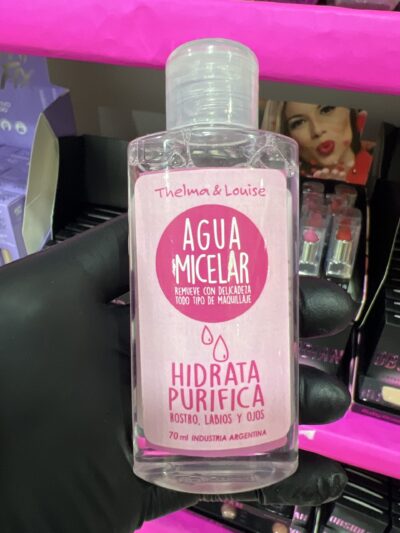 Thelma & Louise
AGUA
MICELAR
REMUEVE CON DELICADEZA
TODO TIPO DE MAQUILLAJE
HIDRATA
PURIFICA
ROSTRO, LABIOS Y OJOS
70 ml INDUSTRIA ARGENTINA